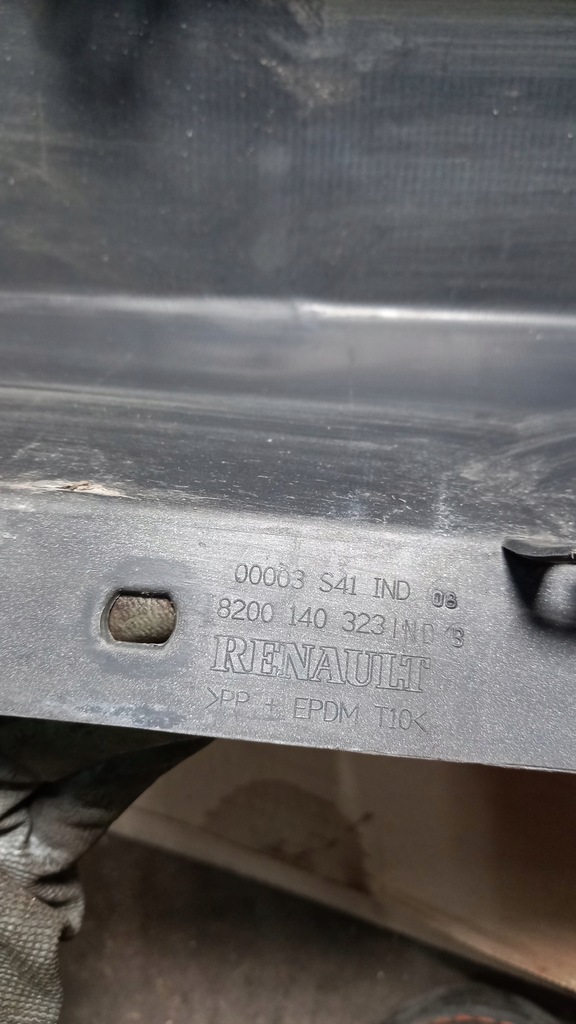 00003 S41 IND 08
8200 140 323 IND B
RENAULT
>PP + EPDM T10<